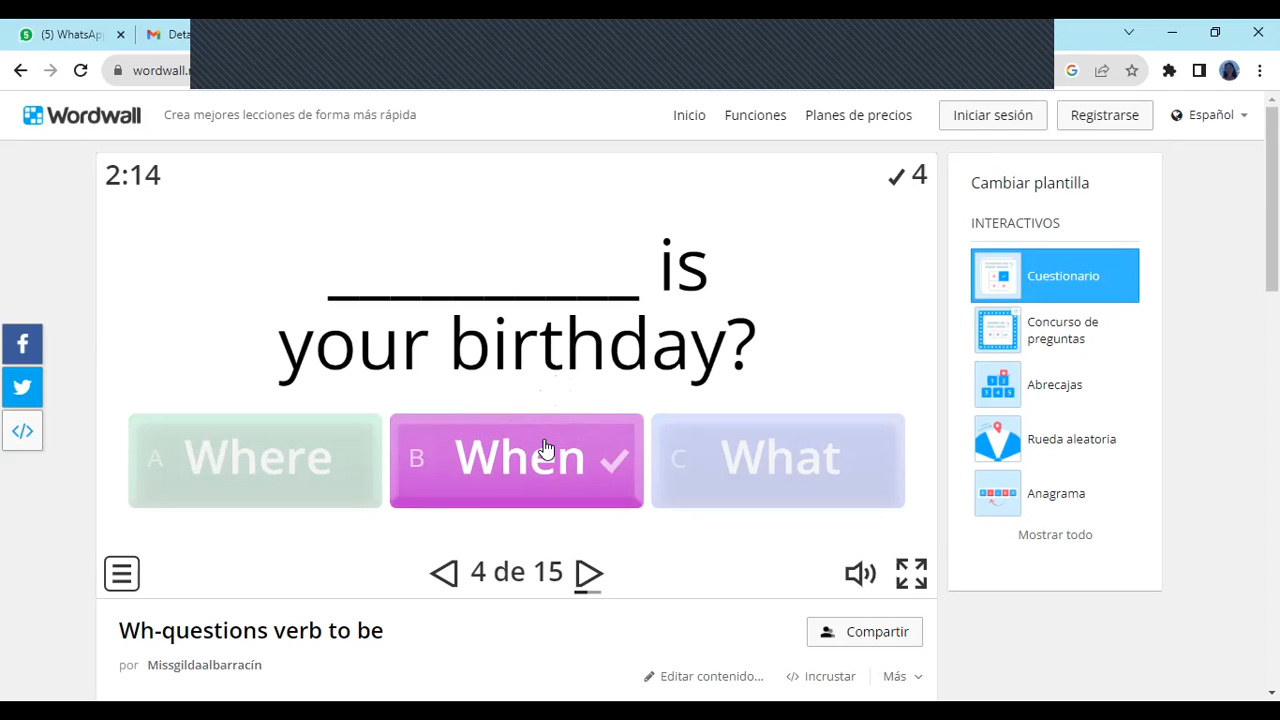 5
(5) WhatsAp
Deta
wordwall.
Wordwall
Crea mejores lecciones de forma más rápida
Inicio
Funciones
Planes de precios
Iniciar sesión
Registrarse
Español
2:14
4
__________ is
your birthday?
A Where
B When
C What
4 de 15
Cambiar plantilla
INTERACTIVOS
Cuestionario
Concurso de
preguntas
Abrecajas
Rueda aleatoria
Anagrama
Mostrar todo
Wh-questions verb to be
Compartir
por Missgildaalbarracín
Editar contenido...
Incrustar
Más